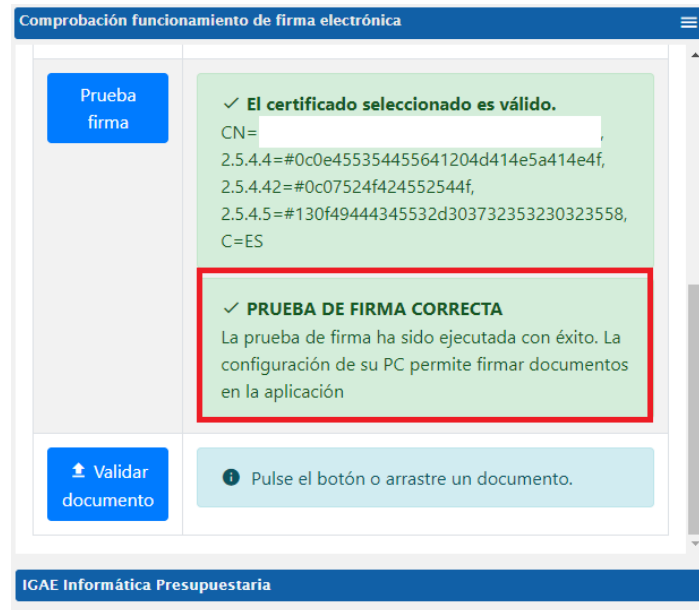 Comprobación funcionamiento de firma electrónica
Prueba
firma
El certificado seleccionado es válido.
CN= ,
2.5.4.4=#0c0e455354455641204d414e5a414e4f,
2.5.4.42=#0c07524f424552544f,
2.5.4.5=#130f49444345532d303732353230323558,
C=ES
PRUEBA DE FIRMA CORRECTA
La prueba de firma ha sido ejecutada con éxito. La
configuración de su PC permite firmar documentos
en la aplicación
Validar
documento
Pulse el botón o arrastre un documento.
IGAE Informática Presupuestaria